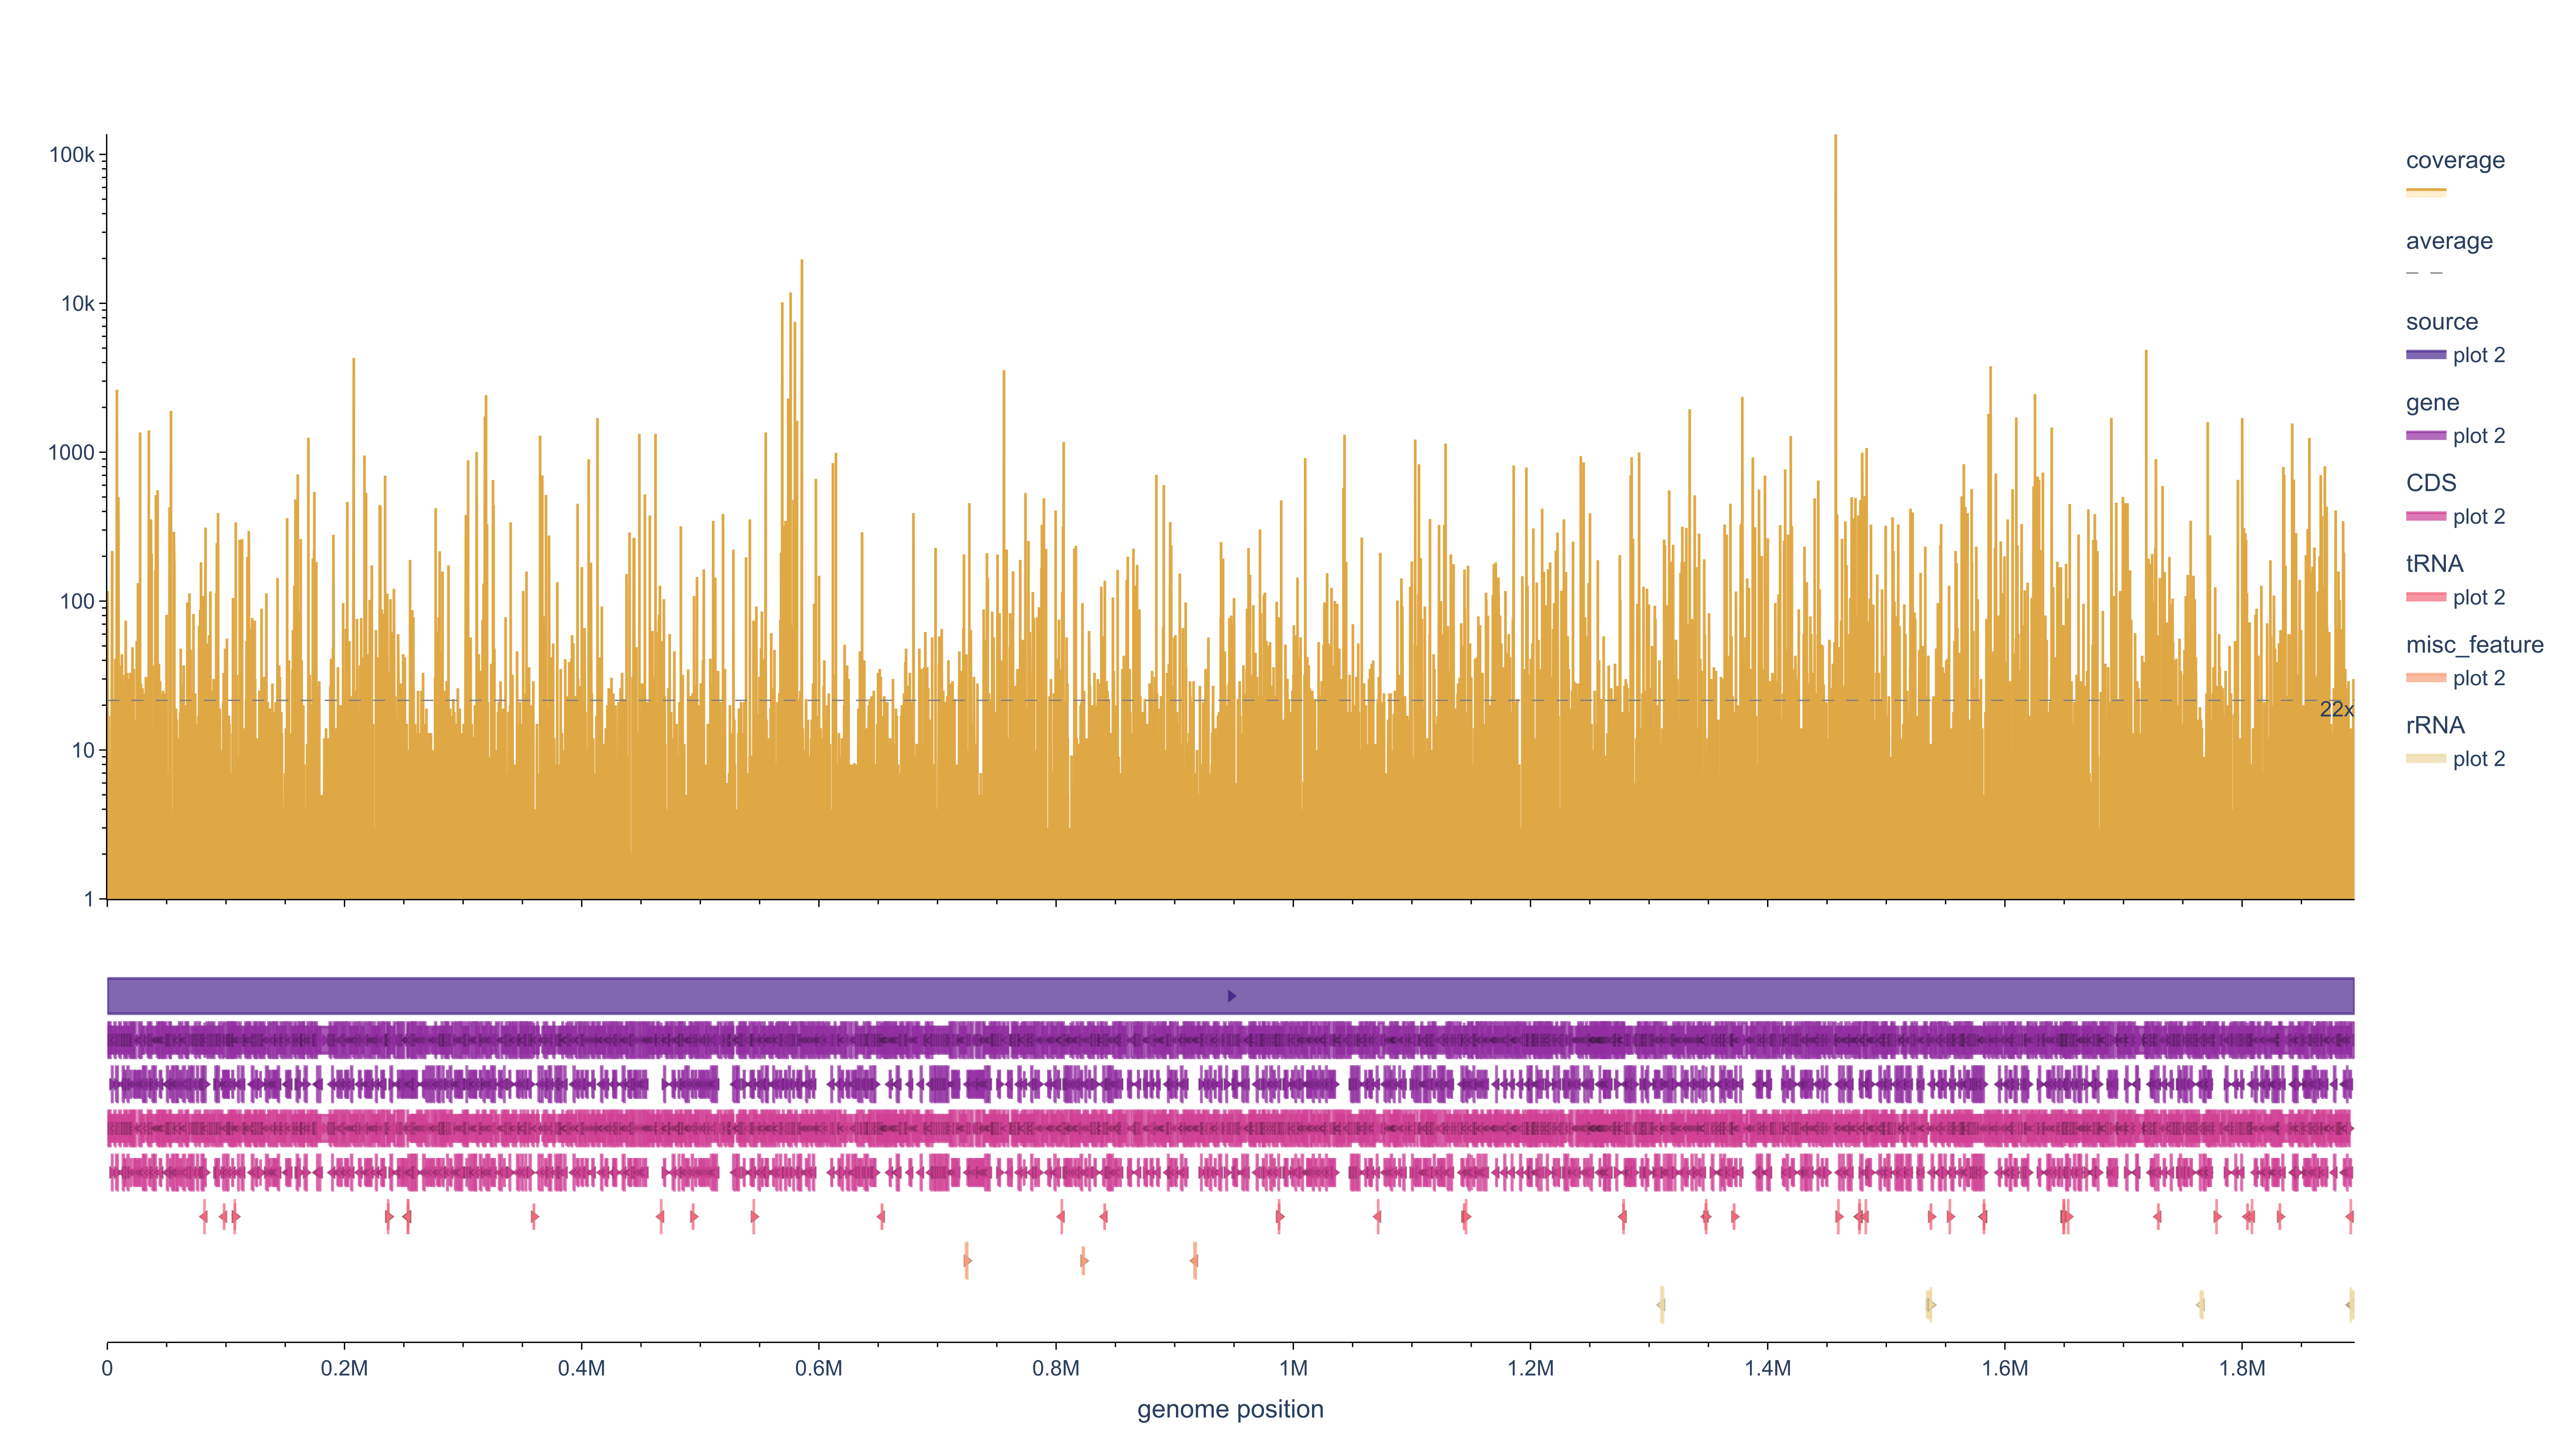 100k
10k
1000
100
10
1
22x
coverage
average
source
plot 2
gene
plot 2
CDS
plot 2
tRNA
plot 2
misc_feature
plot 2
rRNA
plot 2
0 0.2M 0.4M 0.6M 0.8M 1M 1.2M 1.4M 1.6M 1.8M
genome position